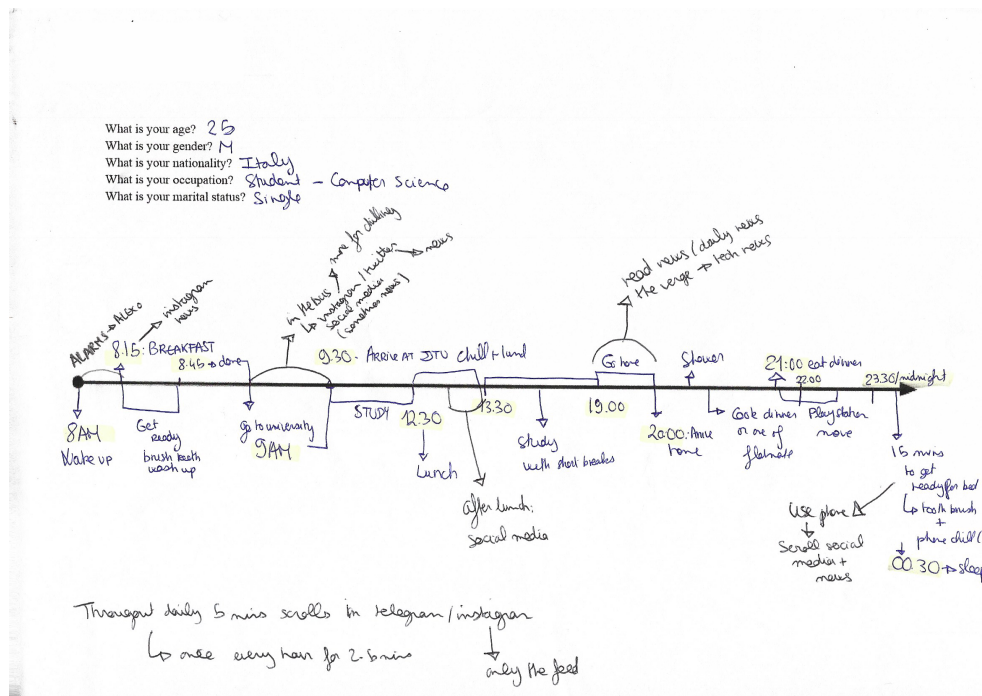 What is your age? 25
What is your gender? M
What is your nationality? Italy
What is your occupation? Student - Computer Science
What is your marital status? Single
ALARMS → ALEXA
8.15: BREAKFAST
→ instagram
news
8.45 → done
in the bus
↳ instagram / twitter → news
social media
(sometimes news)
more for chilling
9.30 - ARRIVE AT DTU
chill + lund
read news / daily news
the verge → tech news
Go home
Shower
21:00 eat dinner
22.00
23.30/midnight
8AM
Wake up
Get
Ready
brush teeth
wash up
go to university
9AM
STUDY
12.30
Lunch
13.30
after lunch:
social media
Study
with short breaks
19.00
20:00: Arrive
home
Cook dinner
or one of
flatmate
Playstation
move
15 mins
to get
ready for bed
↳ tooth brush
+
phone chill
00.30 → sleep
use phone
Scroll social
media +
news
Througout daily 5 mins scrolls in telegram / instagram
↳ once every hour for 2-5 mins
only the feed